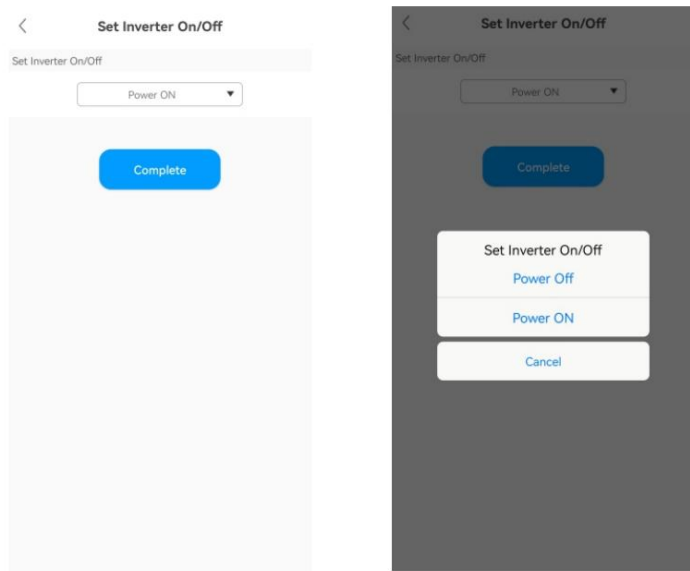 Set Inverter On/Off
Set Inverter On/Off
Power ON
Complete
Set Inverter On/Off
Set Inverter On/Off
Power ON
Complete
Set Inverter On/Off
Power Off
Power ON
Cancel